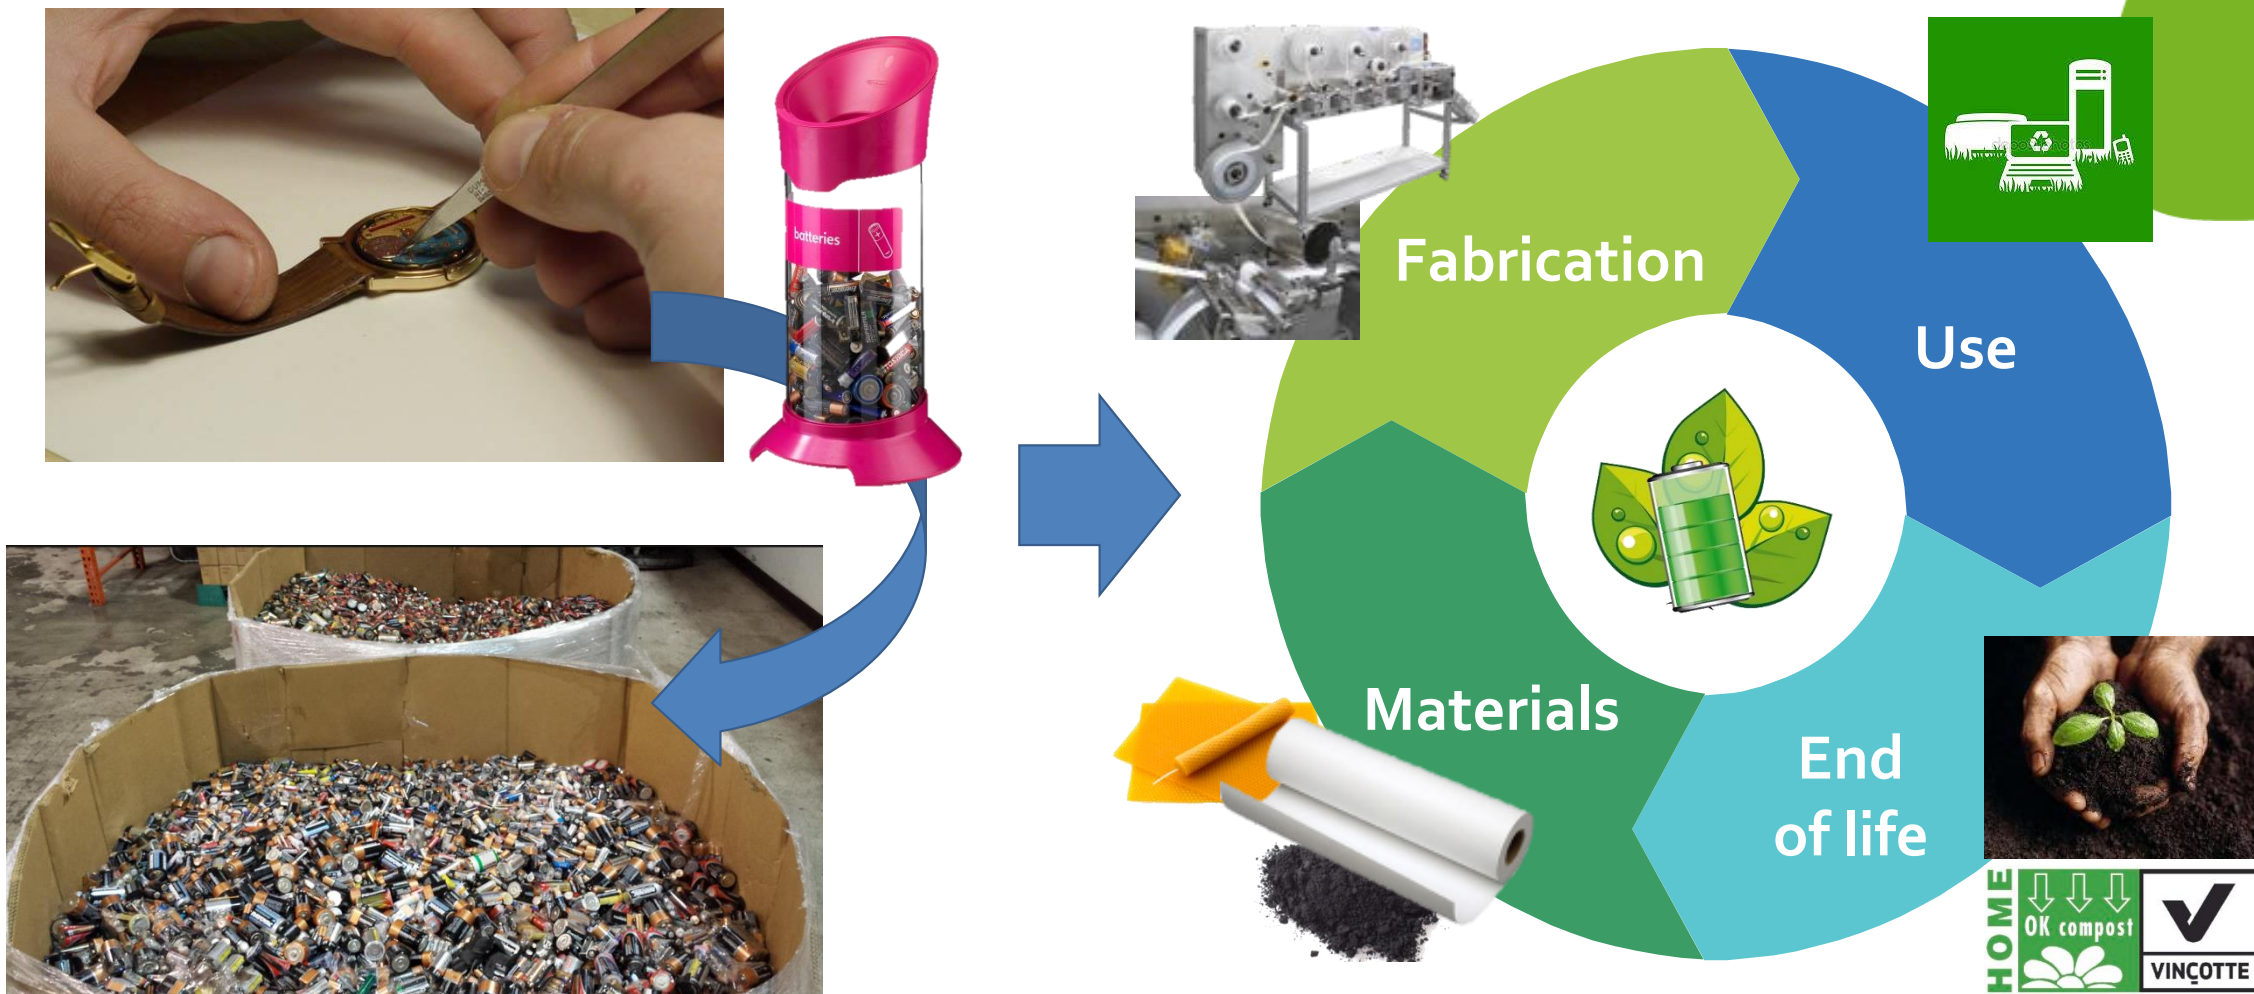 batteries
Fabrication
Use
Materials
End
of life
HOME
OK compost
VINÇOTTE